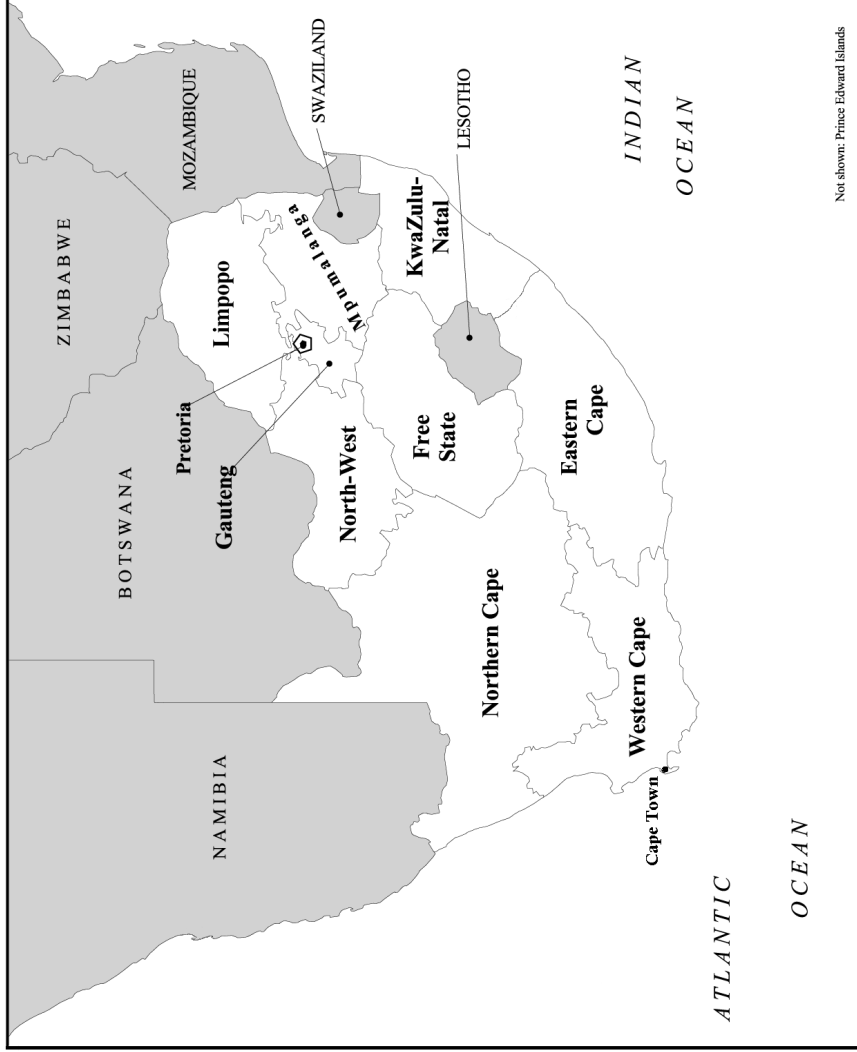 ZIMBABWE
MOZAMBIQUE
BOTSWANA
NAMIBIA
SWAZILAND
LESOTHO
Limpopo
Pretoria
Gauteng
Mpumalanga
North-West
Free
State
KwaZulu-
Natal
Northern Cape
Eastern
Cape
Western Cape
Cape Town
INDIAN
OCEAN
ATLANTIC
OCEAN
Not shown: Prince Edward Islands